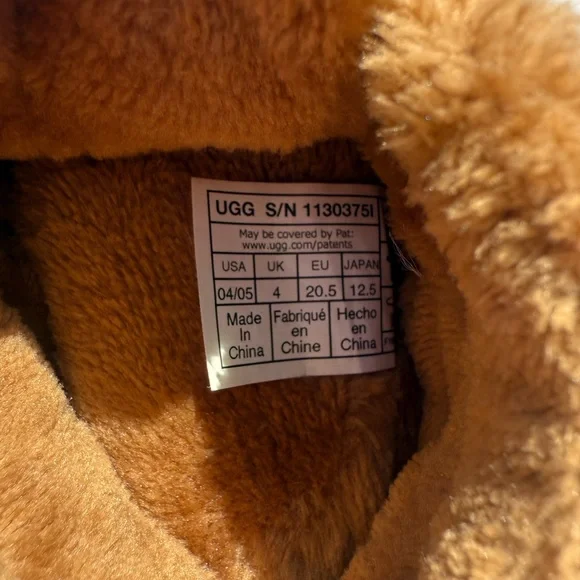 UGG S/N 1130375I
May be covered by Pat:
www.ugg.com/patents
USA UK EU JAPAN
04/05 4 20.5 12.5
Made Fabriqué Hecho
In en en
China Chine China